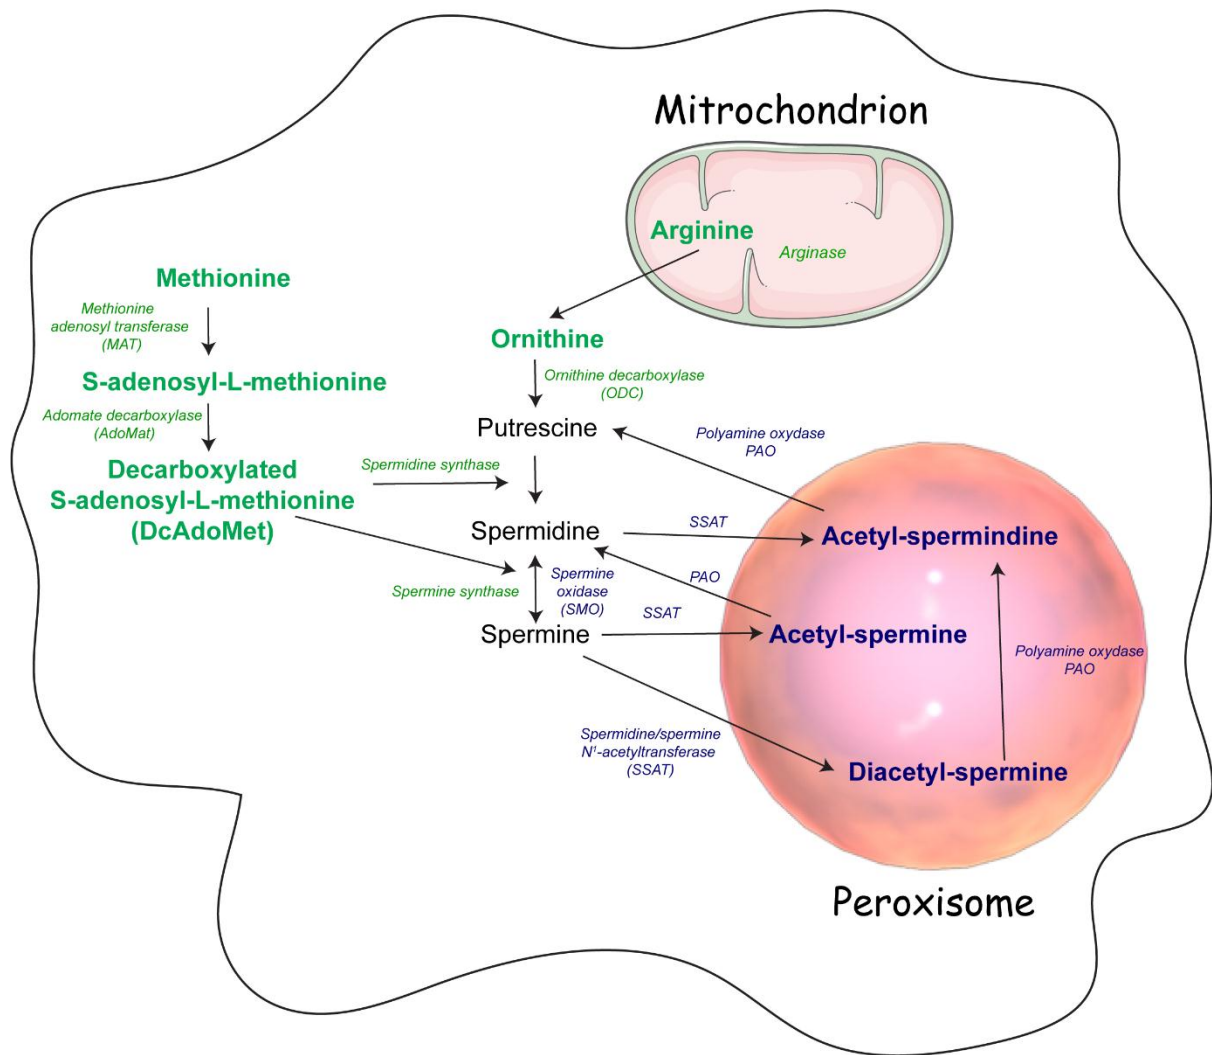 Mitrochondrion
Arginine
Arginase
Methionine
Methionine
adenosyl transferase
(MAT)
S-adenosyl-L-methionine
Adomate decarboxylase
(AdoMat)
Decarboxylated
S-adenosyl-L-methionine
(DcAdoMet)
Ornithine
Ornithine decarboxylase
(ODC)
Putrescine
Spermidine synthase
Spermidine
Spermine synthase
Spermine
oxidase
(SMO)
Spermine
Polyamine oxydase
PAO
SSAT
Acetyl-spermindine
PAO
SSAT
Acetyl-spermine
Polyamine oxydase
PAO
Spermidine/spermine
N¹-acetyltransferase
(SSAT)
Diacetyl-spermine
Peroxisome